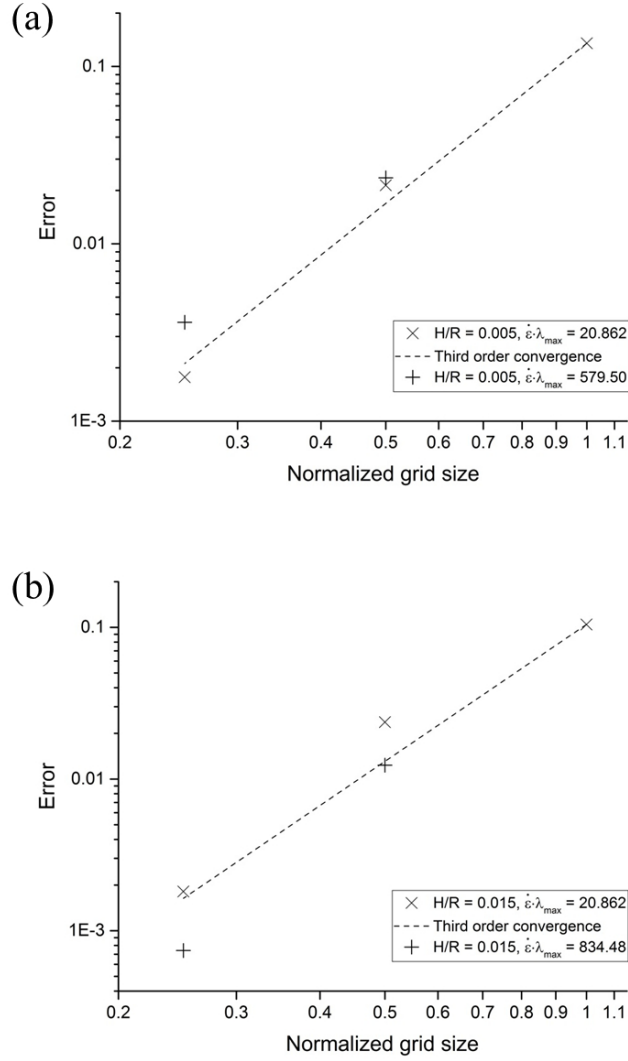 (a)
0.1
0.01
1E-3
Error
0.2 0.3 0.4 0.5 0.6 0.7 0.8 0.9 1 1.1
Normalized grid size
H/R = 0.005, ε̇·λmax = 20.862
Third order convergence
H/R = 0.005, ε̇·λmax = 579.50
(b)
0.1
0.01
1E-3
Error
0.2 0.3 0.4 0.5 0.6 0.7 0.8 0.9 1 1.1
Normalized grid size
H/R = 0.015, ε̇·λmax = 20.862
Third order convergence
H/R = 0.015, ε̇·λmax = 834.48